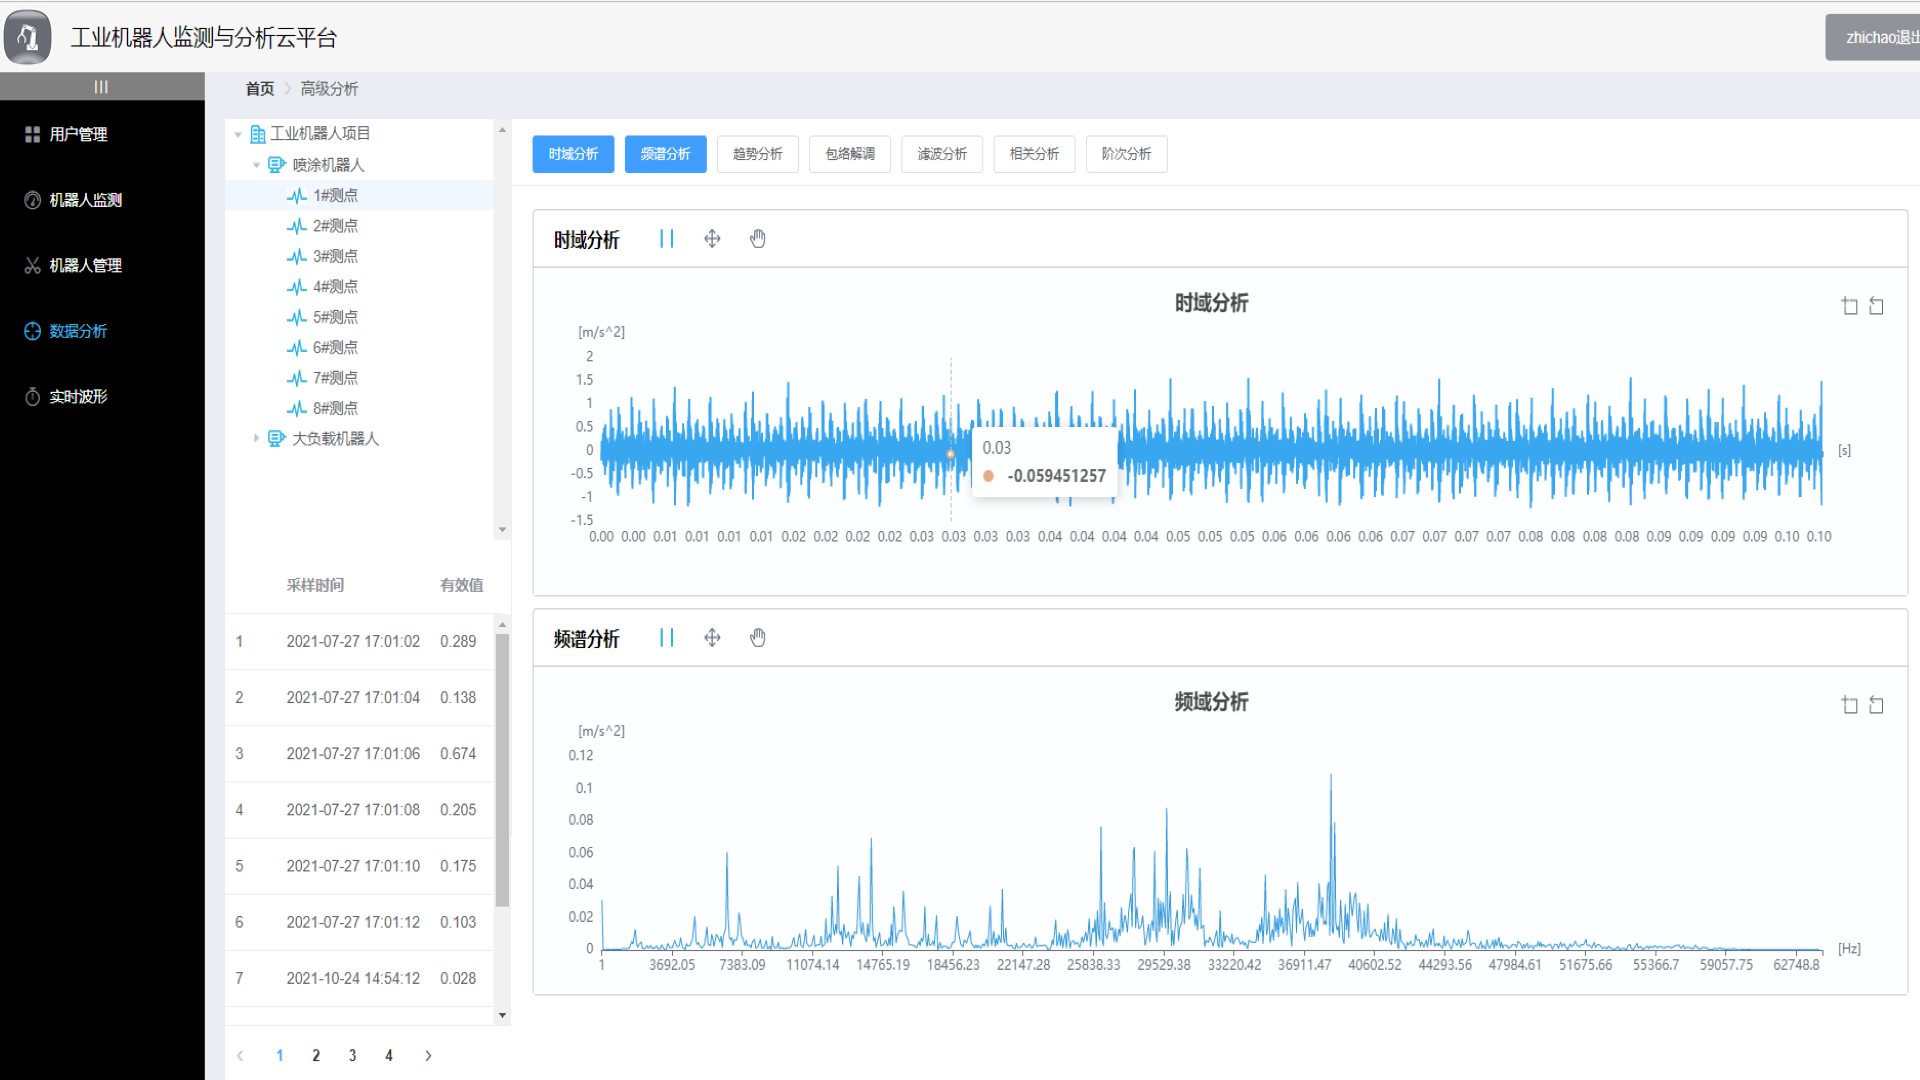 工业机器人监测与分析云平台
zhichao退出
首页 高级分析
用户管理
机器人监测
机器人管理
数据分析
实时波形
工业机器人项目
喷涂机器人
1#测点
2#测点
3#测点
4#测点
5#测点
6#测点
7#测点
8#测点
大负载机器人
采样时间 有效值
1 2021-07-27 17:01:02 0.289
2 2021-07-27 17:01:04 0.138
3 2021-07-27 17:01:06 0.674
4 2021-07-27 17:01:08 0.205
5 2021-07-27 17:01:10 0.175
6 2021-07-27 17:01:12 0.103
7 2021-10-24 14:54:12 0.028
1 2 3 4
时域分析 频谱分析 趋势分析 包络解调 滤波分析 相关分析 阶次分析
时域分析
时域分析
[m/s^2]
2
1.5
1
0.5
0
-0.5
-1
-1.5
[s]
0.03
-0.059451257
0.00 0.00 0.01 0.01 0.01 0.01 0.02 0.02 0.02 0.02 0.03 0.03 0.03 0.03 0.04 0.04 0.04 0.04 0.05 0.05 0.05 0.06 0.06 0.06 0.06 0.07 0.07 0.07 0.07 0.08 0.08 0.08 0.08 0.09 0.09 0.09 0.09 0.10 0.10
频谱分析
频域分析
[m/s^2]
0.12
0.1
0.08
0.06
0.04
0.02
0
[Hz]
1 3692.05 7383.09 11074.14 14765.19 18456.23 22147.28 25838.33 29529.38 33220.42 36911.47 40602.52 44293.56 47984.61 51675.66 55366.7 59057.75 62748.8